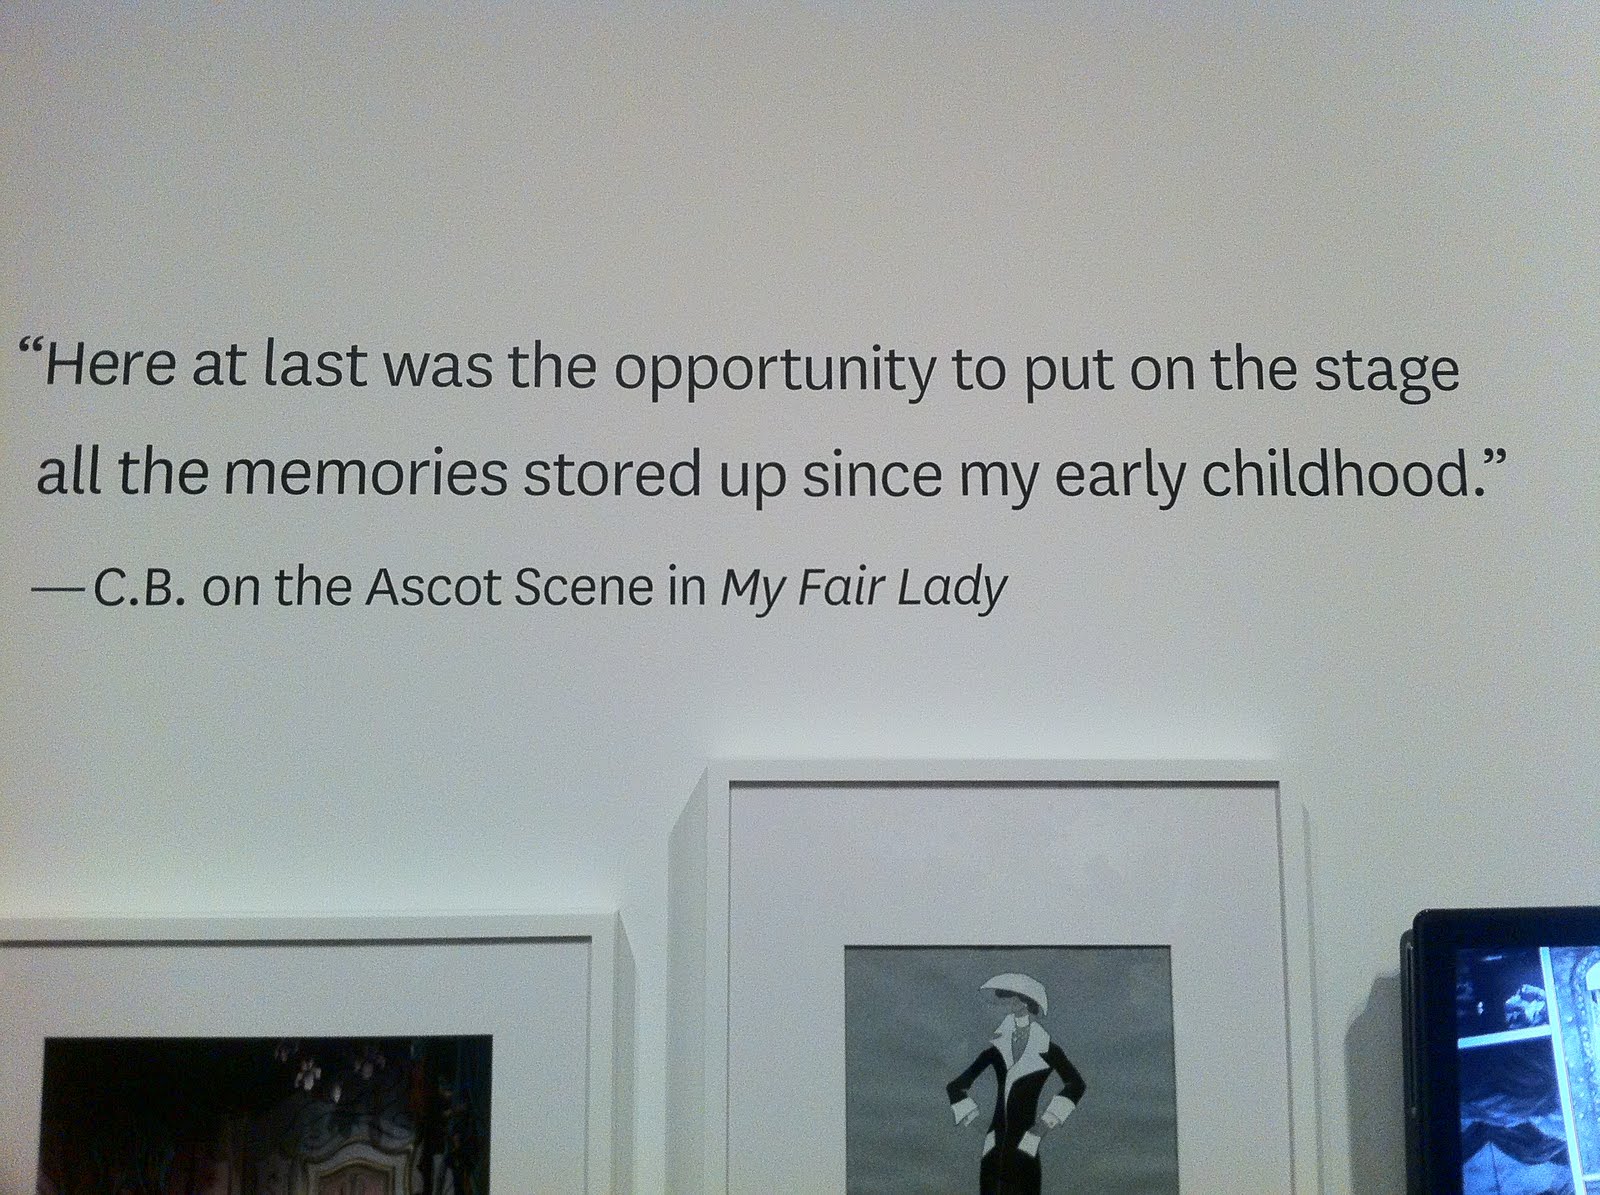 “Here at last was the opportunity to put on the stage
all the memories stored up since my early childhood.”
—C.B. on the Ascot Scene in My Fair Lady